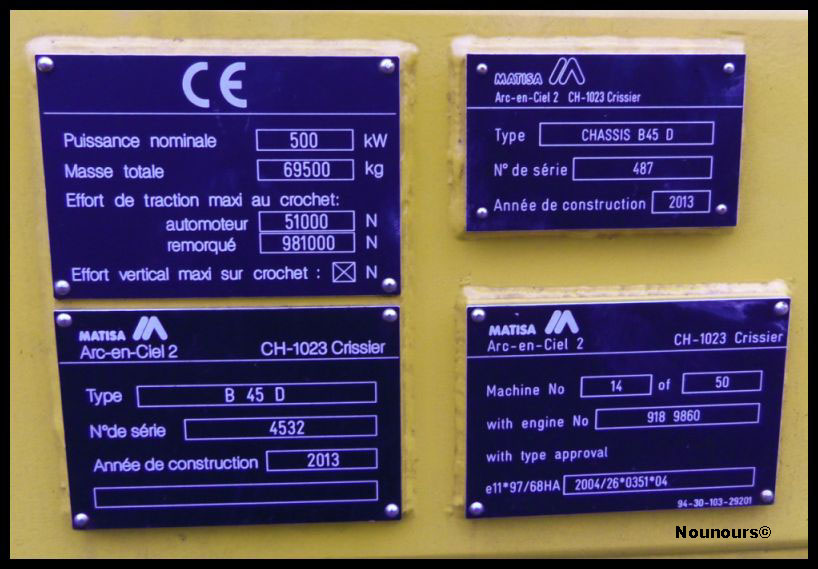 CE
Puissance nominale 500 kW
Masse totale 69500 kg
Effort de traction maxi au crochet:
automoteur 51000 N
remorqué 981000 N
Effort vertical maxi sur crochet : N
MATISA
Arc-en-Ciel 2 CH-1023 Crissier
Type CHASSIS B45 D
N° de série 487
Année de construction 2013
MATISA
Arc-en-Ciel 2 CH-1023 Crissier
Type B 45 D
N°de série 4532
Année de construction 2013
MATISA
Arc-en-Ciel 2 CH-1023 Crissier
Machine No 14 of 50
with engine No 918 9860
with type approval
e11*97/68HA 2004/26*0351*04
94-30-103-29201
Nounours©